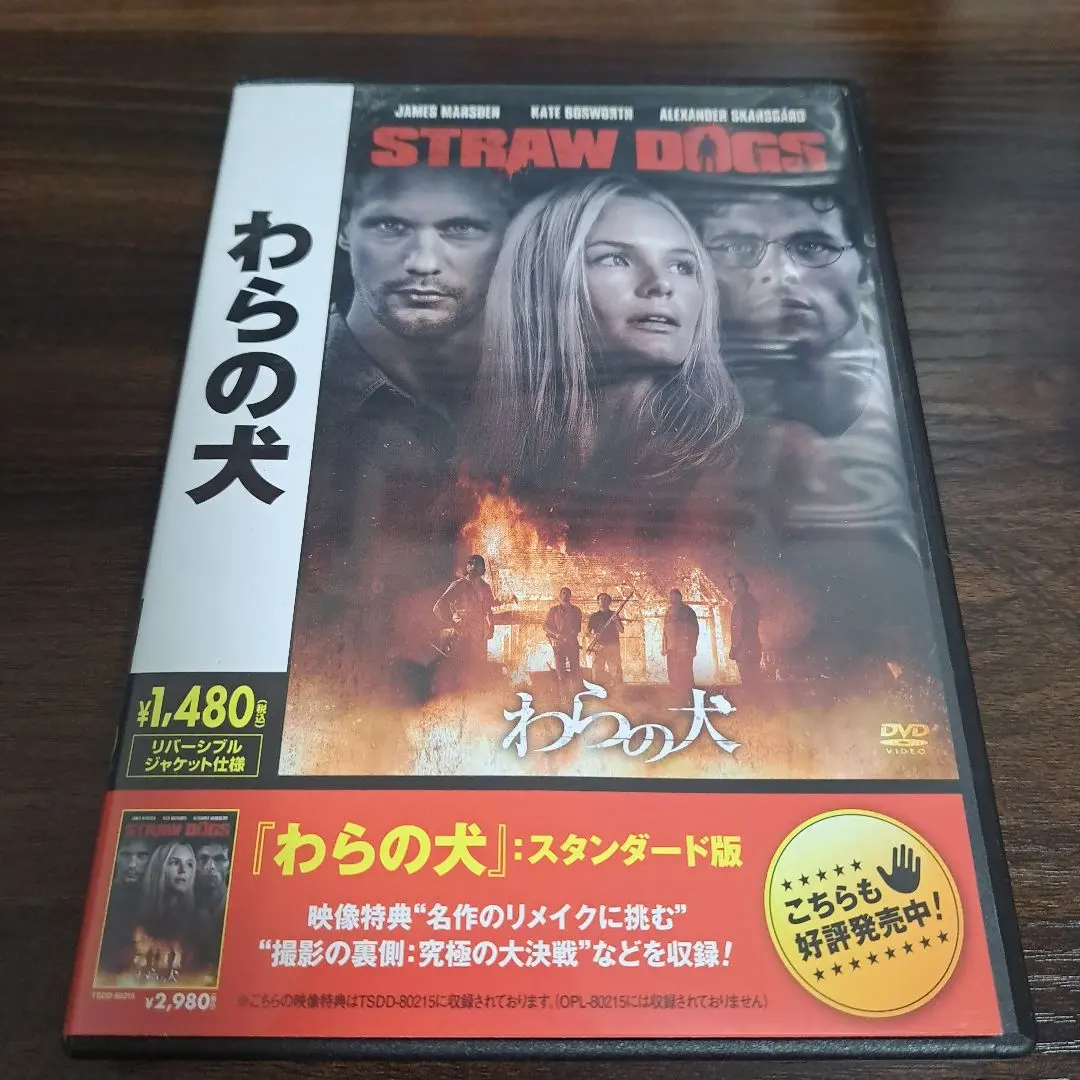 JAMES MARSDEN KATE BOSWORTH ALEXANDER SKARSGÅRD
STRAW DOGS
わらの犬
わらの犬
DVD
VIDEO
¥1,480(税込)
リバーシブル
ジャケット仕様
STRAW DOGS
わらの犬
TSDD-80215
¥2,980
『わらの犬』:スタンダード版
映像特典“名作のリメイクに挑む”
“撮影の裏側:究極の大決戦”などを収録!
※こちらの映像特典はTSDD-80215に収録されております。(OPL-80215には収録されておりません)
こちらも
好評発売中!